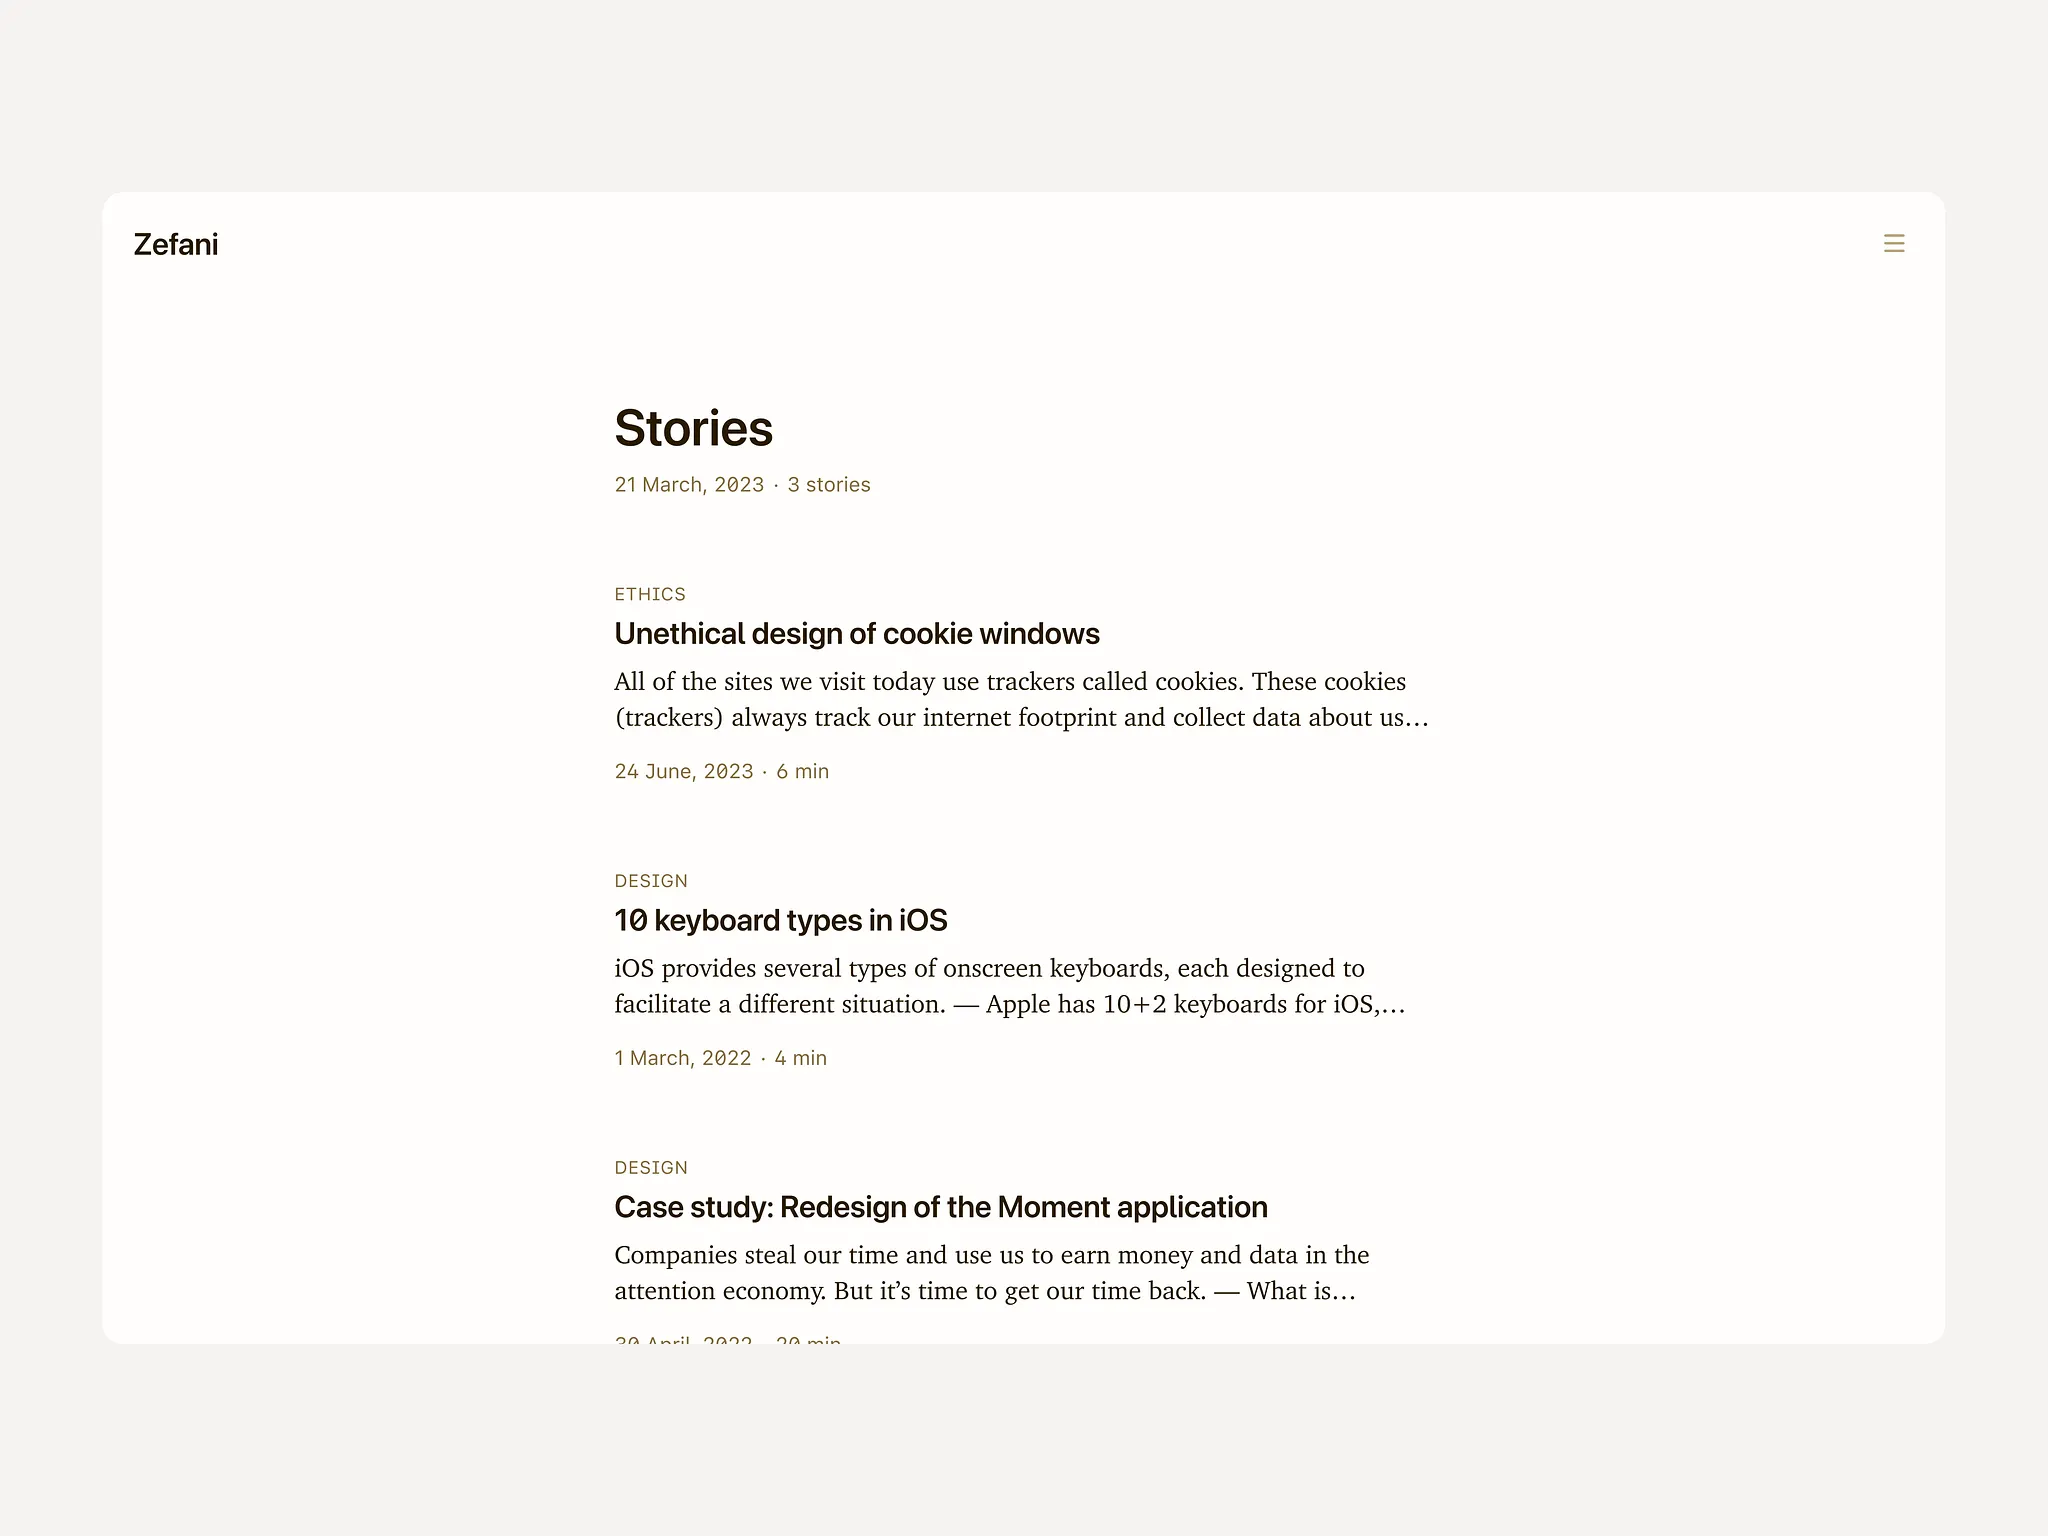 Zefani
Stories
21 March, 2023 · 3 stories
ETHICS
Unethical design of cookie windows
All of the sites we visit today use trackers called cookies. These cookies
(trackers) always track our internet footprint and collect data about us…
24 June, 2023 · 6 min
DESIGN
10 keyboard types in iOS
iOS provides several types of onscreen keyboards, each designed to
facilitate a different situation. — Apple has 10+2 keyboards for iOS,…
1 March, 2022 · 4 min
DESIGN
Case study: Redesign of the Moment application
Companies steal our time and use us to earn money and data in the
attention economy. But it’s time to get our time back. — What is…
30 April, 2022 · 20 min